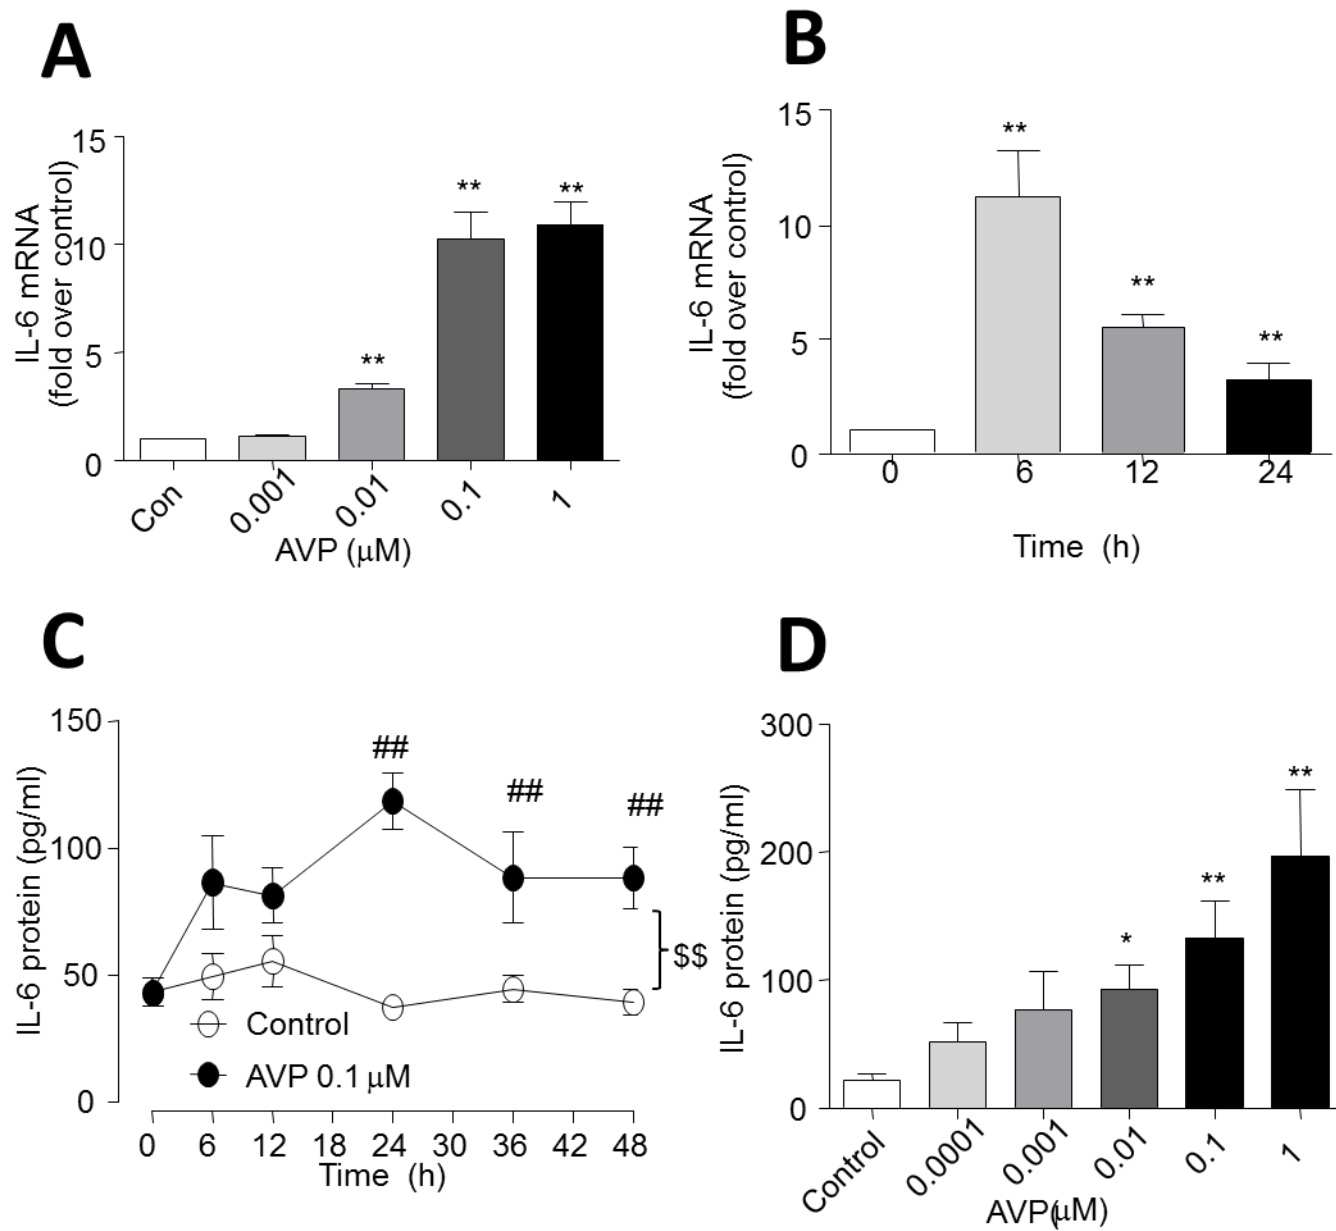 A
IL-6 mRNA
(fold over control)
15
10
5
0
**
**
**
Con
0.001
0.01
0.1
1
AVP (μM)
B
IL-6 mRNA
(fold over control)
15
10
5
0
**
**
**
0
6
12
24
Time (h)
C
IL-6 protein (pg/ml)
150
100
50
0
##
##
##
$$
Control
AVP 0.1 μM
0
6
12
18
24
30
36
42
48
Time (h)
D
IL-6 protein (pg/ml)
300
200
100
0
*
**
**
Control
0.0001
0.001
0.01
0.1
1
AVP(μM)